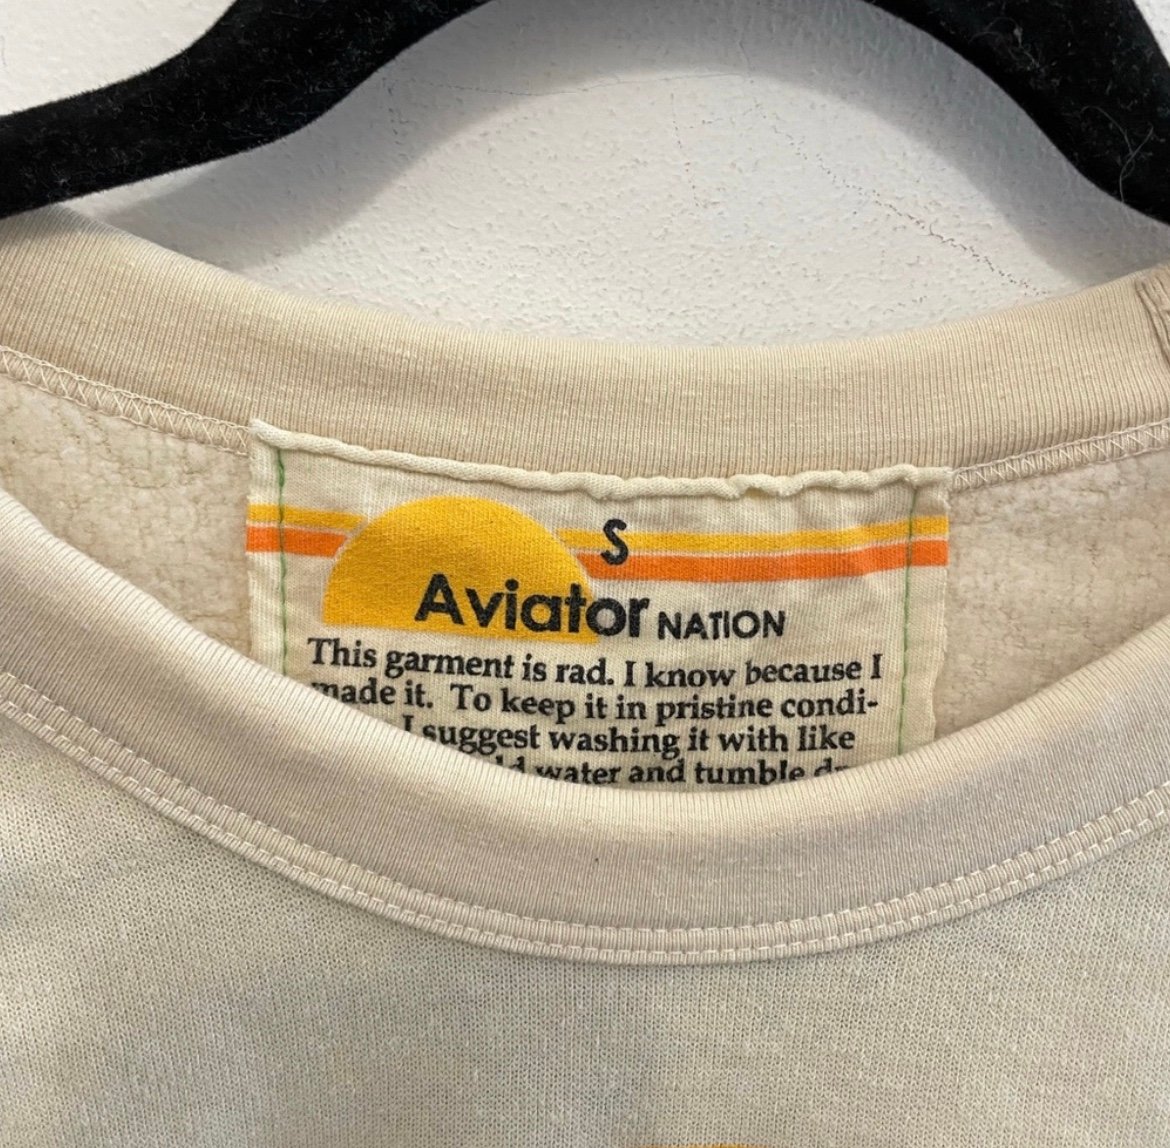 S
Aviator NATION
This garment is rad. I know because I
made it. To keep it in pristine condi-
I suggest washing it with like
water and tumble